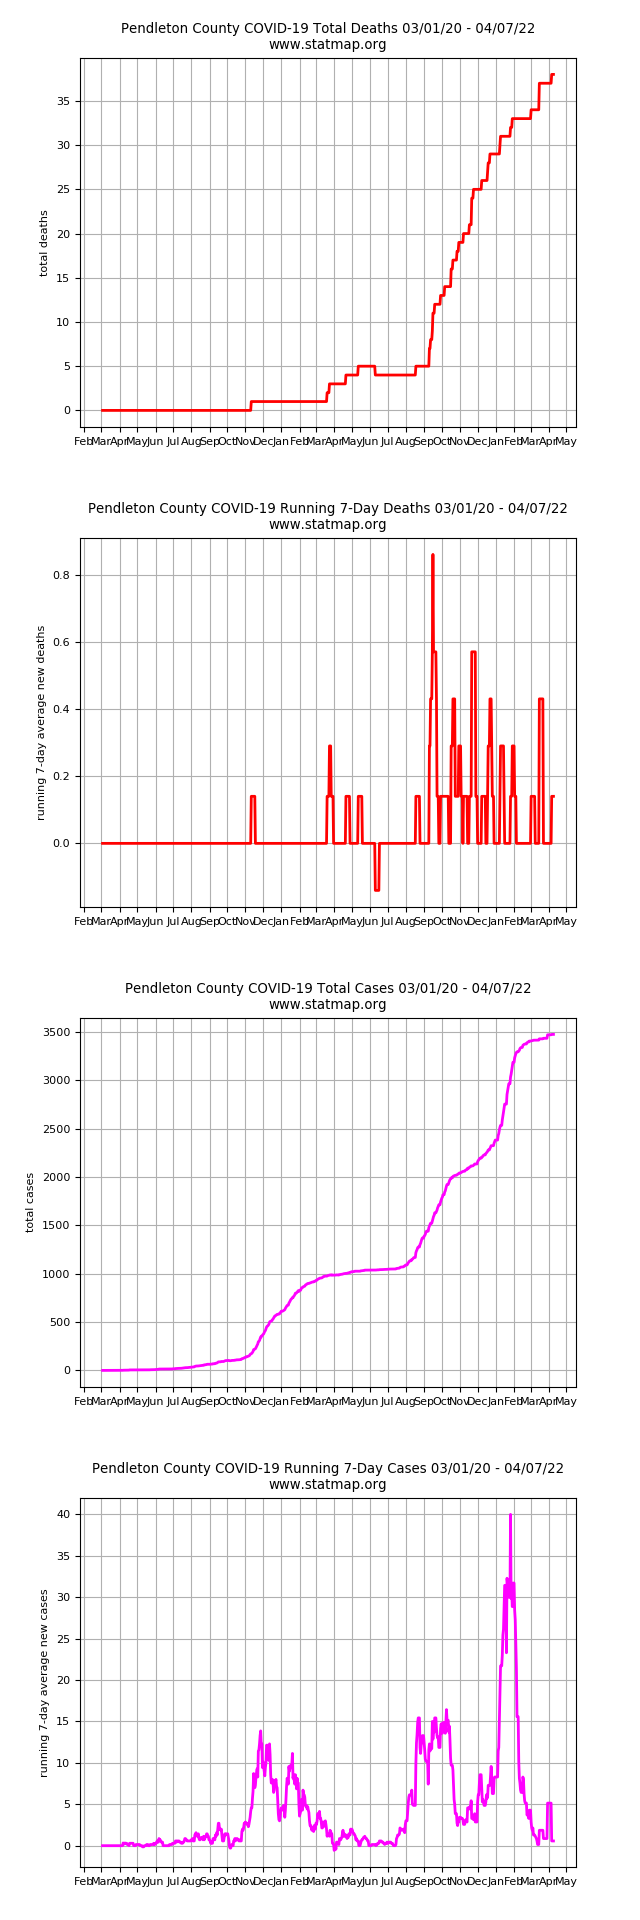 Pendleton County COVID-19 Total Deaths 03/01/20 - 04/07/22
www.statmap.org
total deaths
35
30
25
20
15
10
5
0
Feb Mar Apr May Jun Jul Aug Sep Oct Nov Dec Jan Feb Mar Apr May Jun Jul Aug Sep Oct Nov Dec Jan Feb Mar Apr May
Pendleton County COVID-19 Running 7-Day Deaths 03/01/20 - 04/07/22
www.statmap.org
running 7-day average new deaths
0.8
0.6
0.4
0.2
0.0
Feb Mar Apr May Jun Jul Aug Sep Oct Nov Dec Jan Feb Mar Apr May Jun Jul Aug Sep Oct Nov Dec Jan Feb Mar Apr May
Pendleton County COVID-19 Total Cases 03/01/20 - 04/07/22
www.statmap.org
total cases
3500
3000
2500
2000
1500
1000
500
0
Feb Mar Apr May Jun Jul Aug Sep Oct Nov Dec Jan Feb Mar Apr May Jun Jul Aug Sep Oct Nov Dec Jan Feb Mar Apr May
Pendleton County COVID-19 Running 7-Day Cases 03/01/20 - 04/07/22
www.statmap.org
running 7-day average new cases
40
35
30
25
20
15
10
5
0
Feb Mar Apr May Jun Jul Aug Sep Oct Nov Dec Jan Feb Mar Apr May Jun Jul Aug Sep Oct Nov Dec Jan Feb Mar Apr May